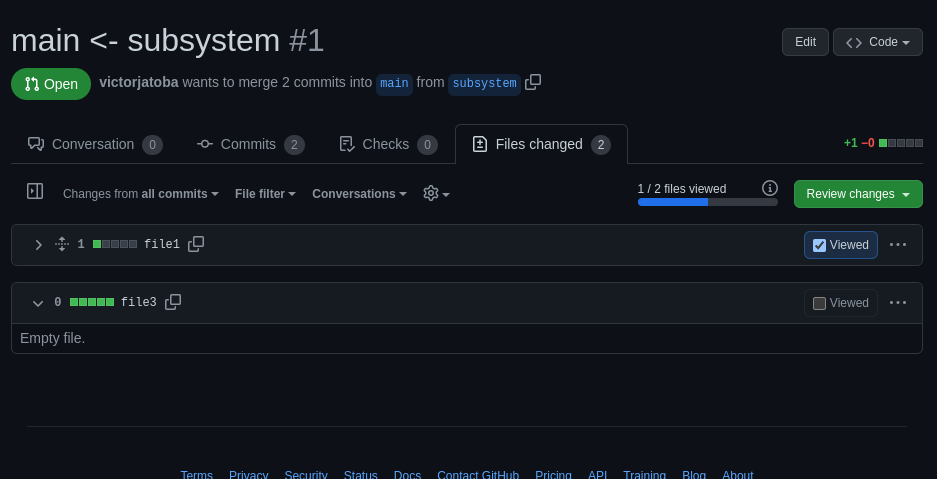 main <- subsystem #1
Edit
<> Code
Open
victorjatoba wants to merge 2 commits into main from subsystem
Conversation 0 Commits 2 Checks 0 Files changed 2
+1 −0
Changes from all commits File filter Conversations
1 / 2 files viewed
Review changes
1 file1 Viewed
0 file3 Viewed
Empty file.
Terms Privacy Security Status Docs Contact GitHub Pricing API Training Blog About